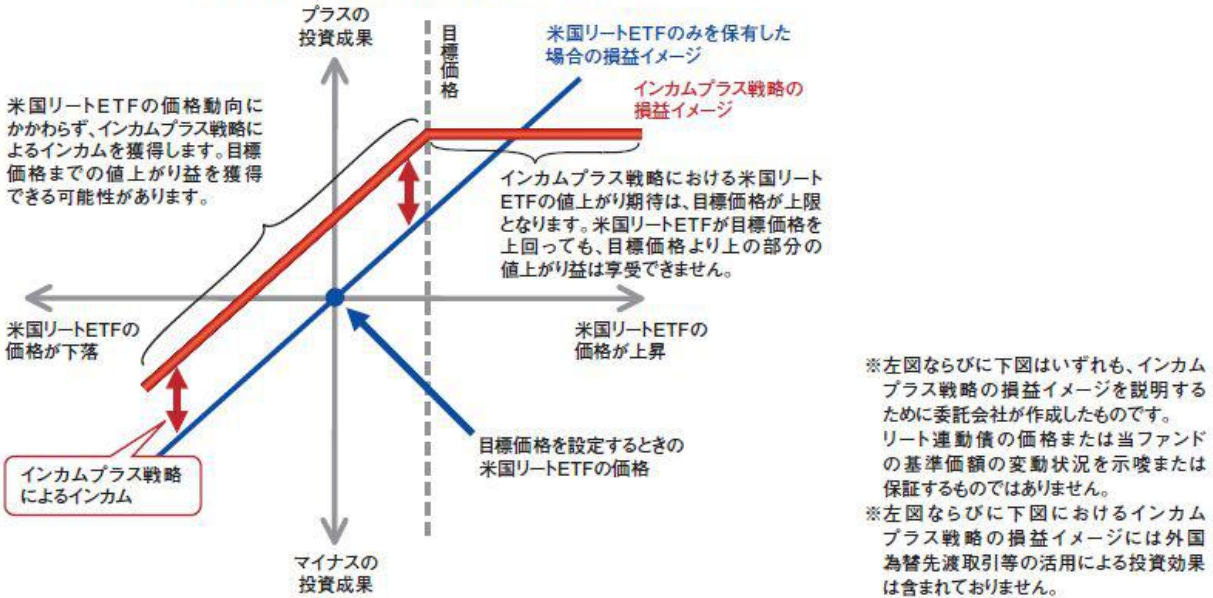 プラスの
投資成果
目標価格
米国リートETFのみを保有した
場合の損益イメージ
インカムプラス戦略の
損益イメージ
米国リートETFの価格動向に
かかわらず、インカムプラス戦略に
よるインカムを獲得します。目標
価格までの値上がり益を獲得
できる可能性があります。
インカムプラス戦略における米国リート
ETFの値上がり期待は、目標価格が上限
となります。米国リートETFが目標価格を
上回っても、目標価格より上の部分の
値上がり益は享受できません。
米国リートETFの
価格が下落
米国リートETFの
価格が上昇
目標価格を設定するときの
米国リートETFの価格
インカムプラス戦略
によるインカム
マイナスの
投資成果
※左図ならびに下図はいずれも、インカム
プラス戦略の損益イメージを説明する
ために委託会社が作成したものです。
リート連動債の価格または当ファンド
の基準価額の変動状況を示唆または
保証するものではありません。
※左図ならびに下図におけるインカム
プラス戦略の損益イメージには外国
為替先渡取引等の活用による投資効果
は含まれておりません。